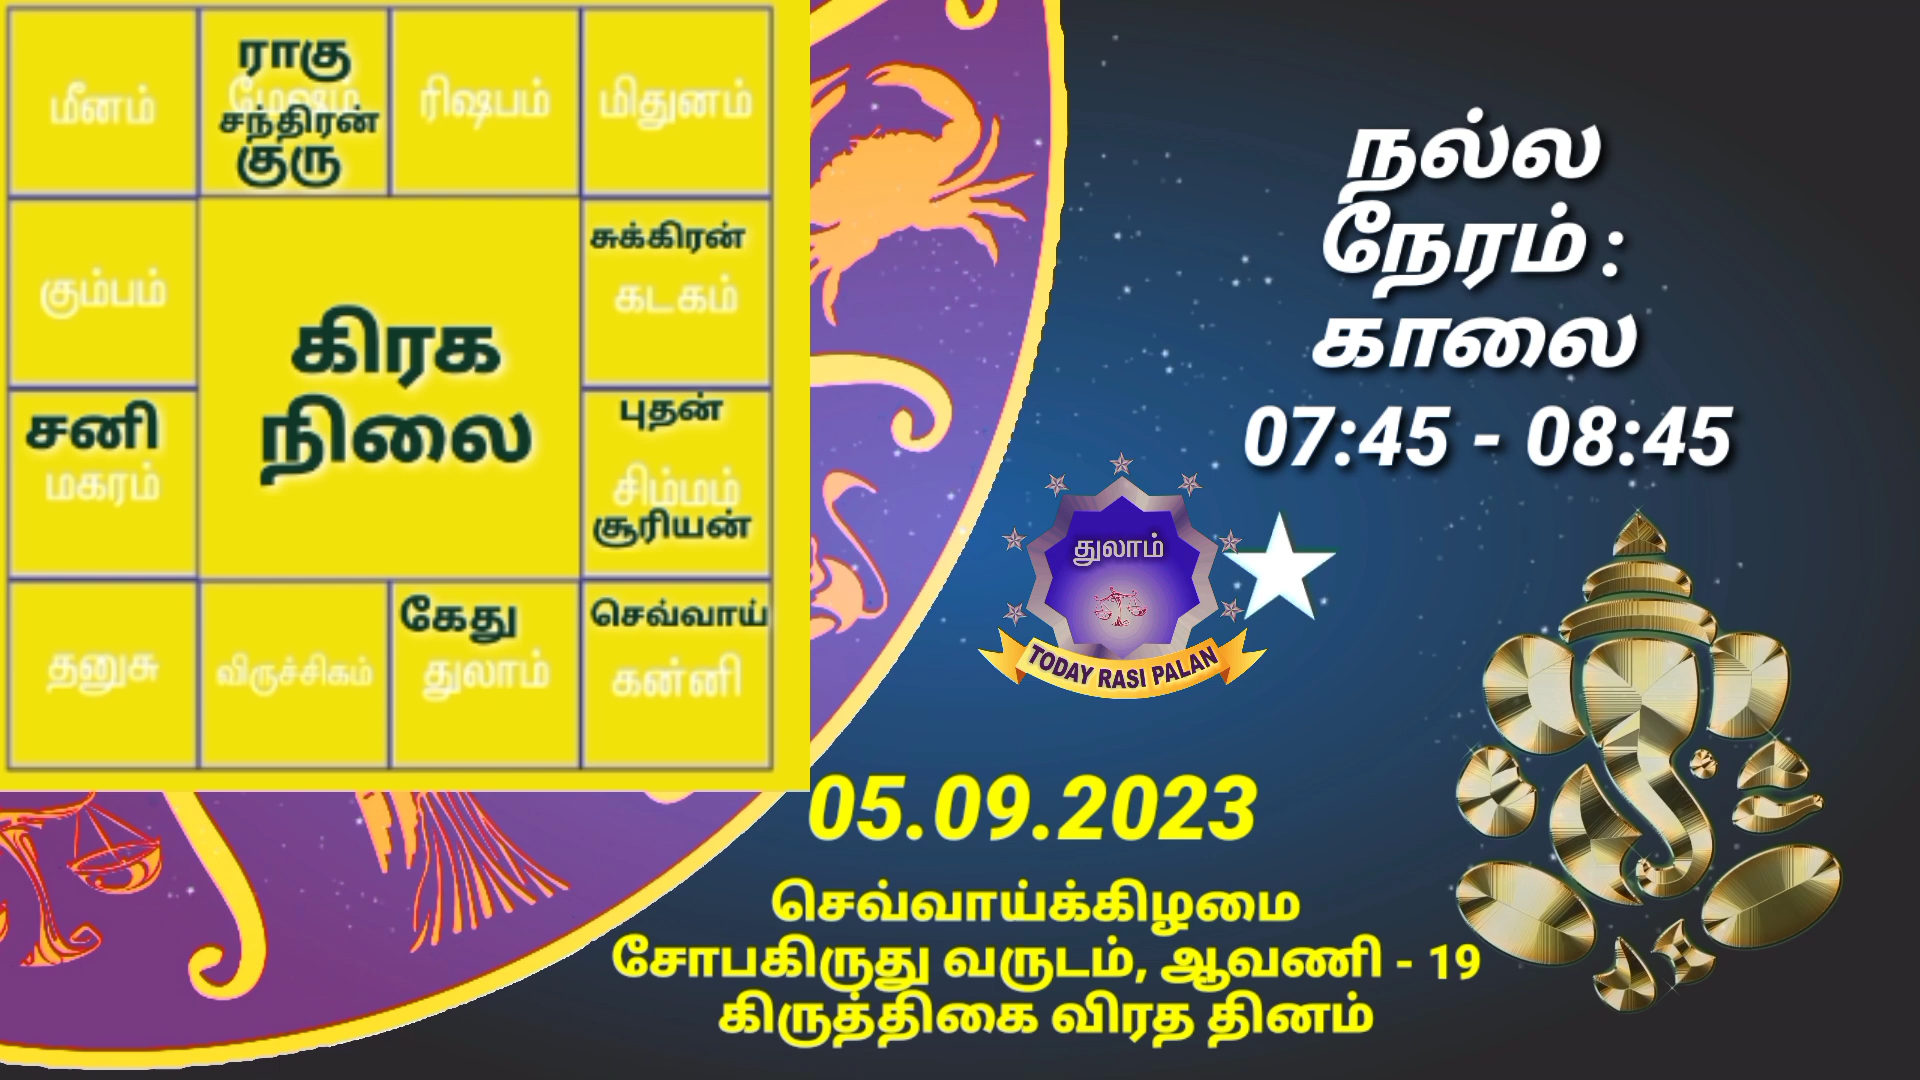 மீனம்
ராகு
மேஷம்
சந்திரன்
குரு
ரிஷபம்
மிதுனம்
கும்பம்
கிரக
நிலை
சுக்கிரன்
கடகம்
சனி
மகரம்
புதன்
சிம்மம்
சூரியன்
தனுசு
விருச்சிகம்
கேது
துலாம்
செவ்வாய்
கன்னி
நல்ல
நேரம் :
காலை
07:45 - 08:45
துலாம்
TODAY RASI PALAN
05.09.2023
செவ்வாய்க்கிழமை
சோபகிருது வருடம், ஆவணி - 19
கிருத்திகை விரத தினம்